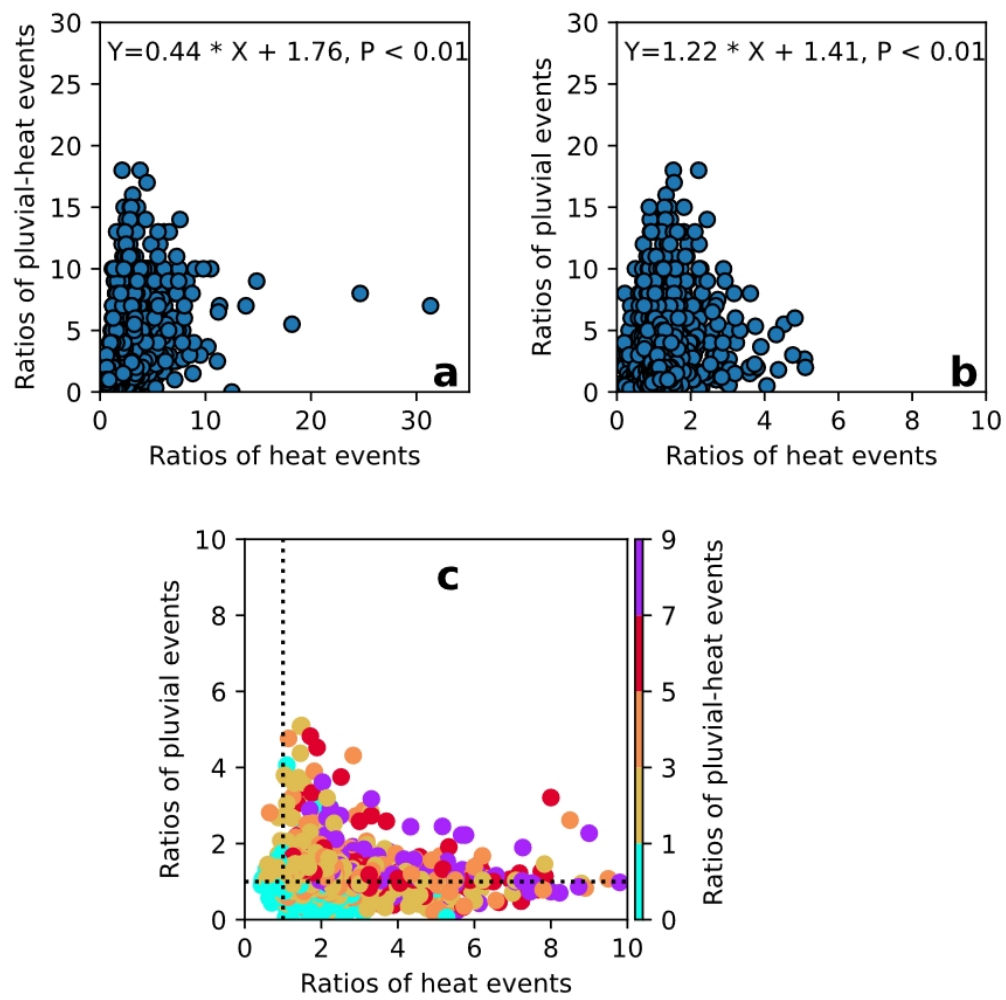 Y=0.44 * X + 1.76, P < 0.01
Ratios of pluvial-heat events
30
25
20
15
10
5
0
a
0 10 20 30
Ratios of heat events
Y=1.22 * X + 1.41, P < 0.01
Ratios of pluvial events
30
25
20
15
10
5
0
b
0 2 4 6 8 10
Ratios of heat events
c
Ratios of pluvial events
10
8
6
4
2
0
0 2 4 6 8 10
Ratios of heat events
9
7
5
3
1
0
Ratios of pluvial-heat events